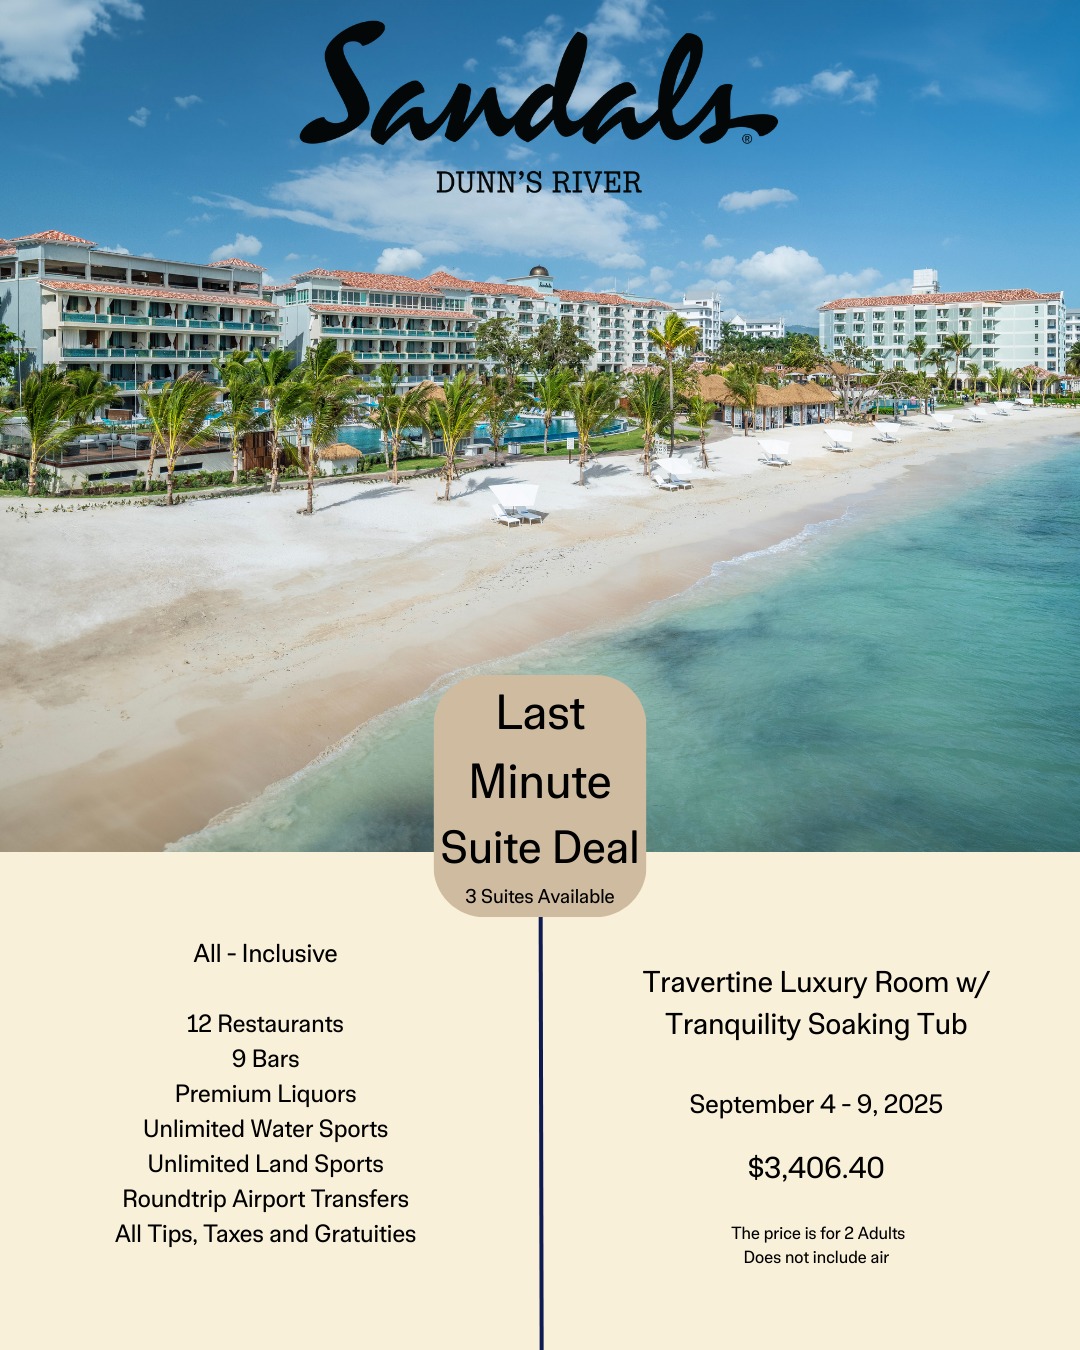 Sandals®
DUNN'S RIVER
Last
Minute
Suite Deal
3 Suites Available
All - Inclusive
12 Restaurants
9 Bars
Premium Liquors
Unlimited Water Sports
Unlimited Land Sports
Roundtrip Airport Transfers
All Tips, Taxes and Gratuities
Travertine Luxury Room w/
Tranquility Soaking Tub
September 4 - 9, 2025
$3,406.40
The price is for 2 Adults
Does not include air